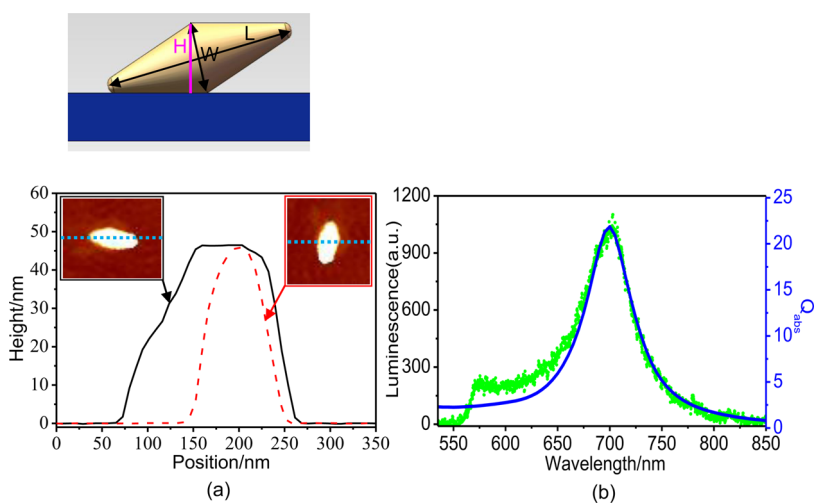 H W L
60
50
40
30
20
10
0
Height/nm
0 50 100 150 200 250 300 350
Position/nm
(a)
1200
900
600
300
0
Luminescence(a.u.)
25
20
15
10
5
0
Qabs
550 600 650 700 750 800 850
Wavelength/nm
(b)